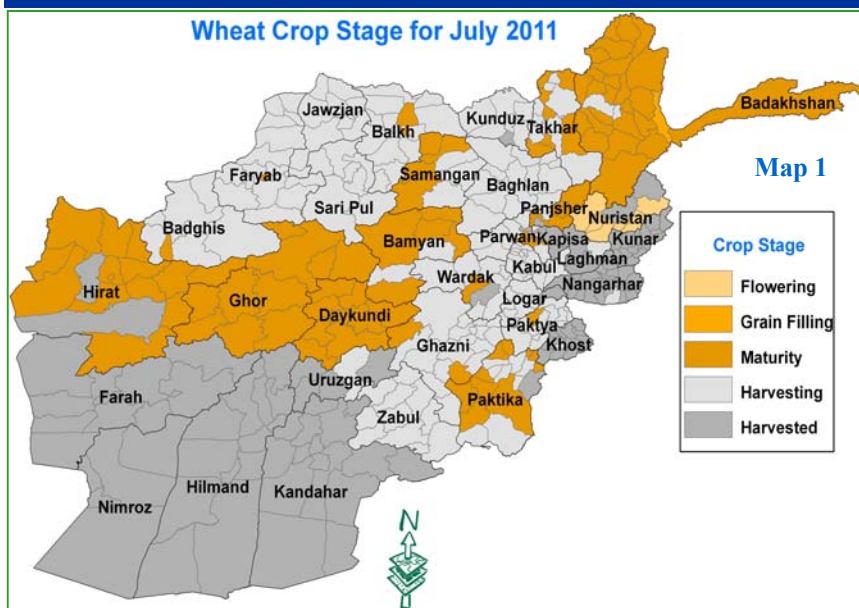 Wheat Crop Stage for July 2011
Jawzjan
Balkh
Kunduz
Takhar
Badakhshan
Map 1
Faryab
Samangan
Baghlan
Sari Pul
Badghis
Panjsher
Nuristan
Bamyan
Parwan
Kapisa
Kunar
Laghman
Kabul
Wardak
Nangarhar
Hirat
Ghor
Logar
Daykundi
Paktya
Khost
Ghazni
Uruzgan
Farah
Paktika
Zabul
Hilmand
Kandahar
Nimroz
Crop Stage
Flowering
Grain Filling
Maturity
Harvesting
Harvested
N